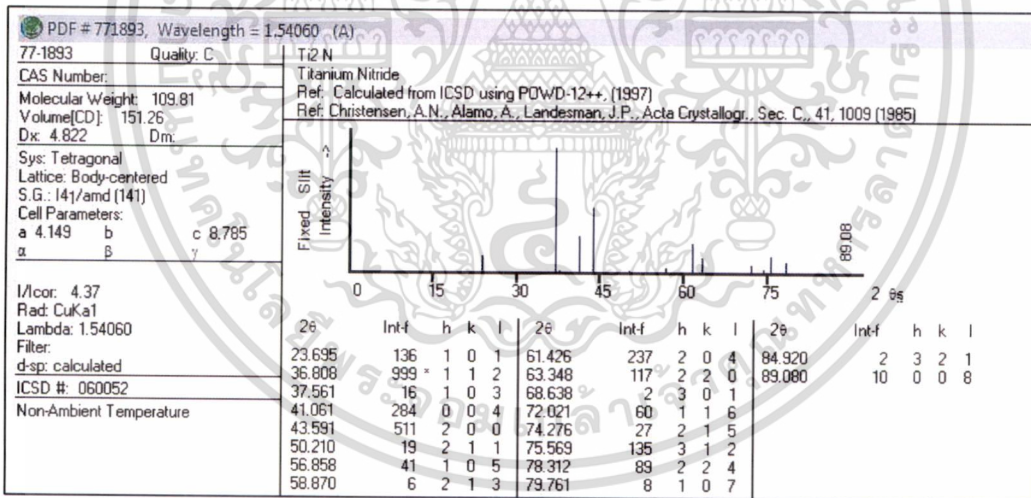 PDF # 771893, Wavelength = 1.54060 (A)
77-1893 Quality: C
CAS Number:
Molecular Weight: 109.81
Volume[CD]: 151.26
Dx: 4.822 Dm:
Sys: Tetragonal
Lattice: Body-centered
S.G.: I41/amd (141)
Cell Parameters:
a 4.149 b c 8.785
α β γ
I/Icor: 4.37
Rad: CuKa1
Lambda: 1.54060
Filter:
d-sp: calculated
ICSD #: 060052
Non-Ambient Temperature
Ti2 N
Titanium Nitride
Ref: Calculated from ICSD using POWD-12++, (1997)
Ref: Christensen, A.N., Alamo, A., Landesman, J.P., Acta Crystallogr., Sec. C, 41, 1009 (1985)
Fixed Slit
Intensity ->
89.08
0 15 30 45 60 75 2 θ
2θ Int-f h k l 2θ Int-f h k l 2θ Int-f h k l
23.695 136 1 0 1 61.426 237 2 0 4 84.920 2 3 2 1
36.808 999 * 1 1 2 63.348 117 2 2 0 89.080 10 0 0 8
37.561 16 1 0 3 68.638 2 3 0 1
41.061 284 0 0 4 72.021 60 1 1 6
43.591 511 2 0 0 74.276 27 2 1 5
50.210 19 2 1 1 75.569 135 3 1 2
56.858 41 1 0 5 78.312 89 2 2 4
58.870 6 2 1 3 79.761 8 1 0 7